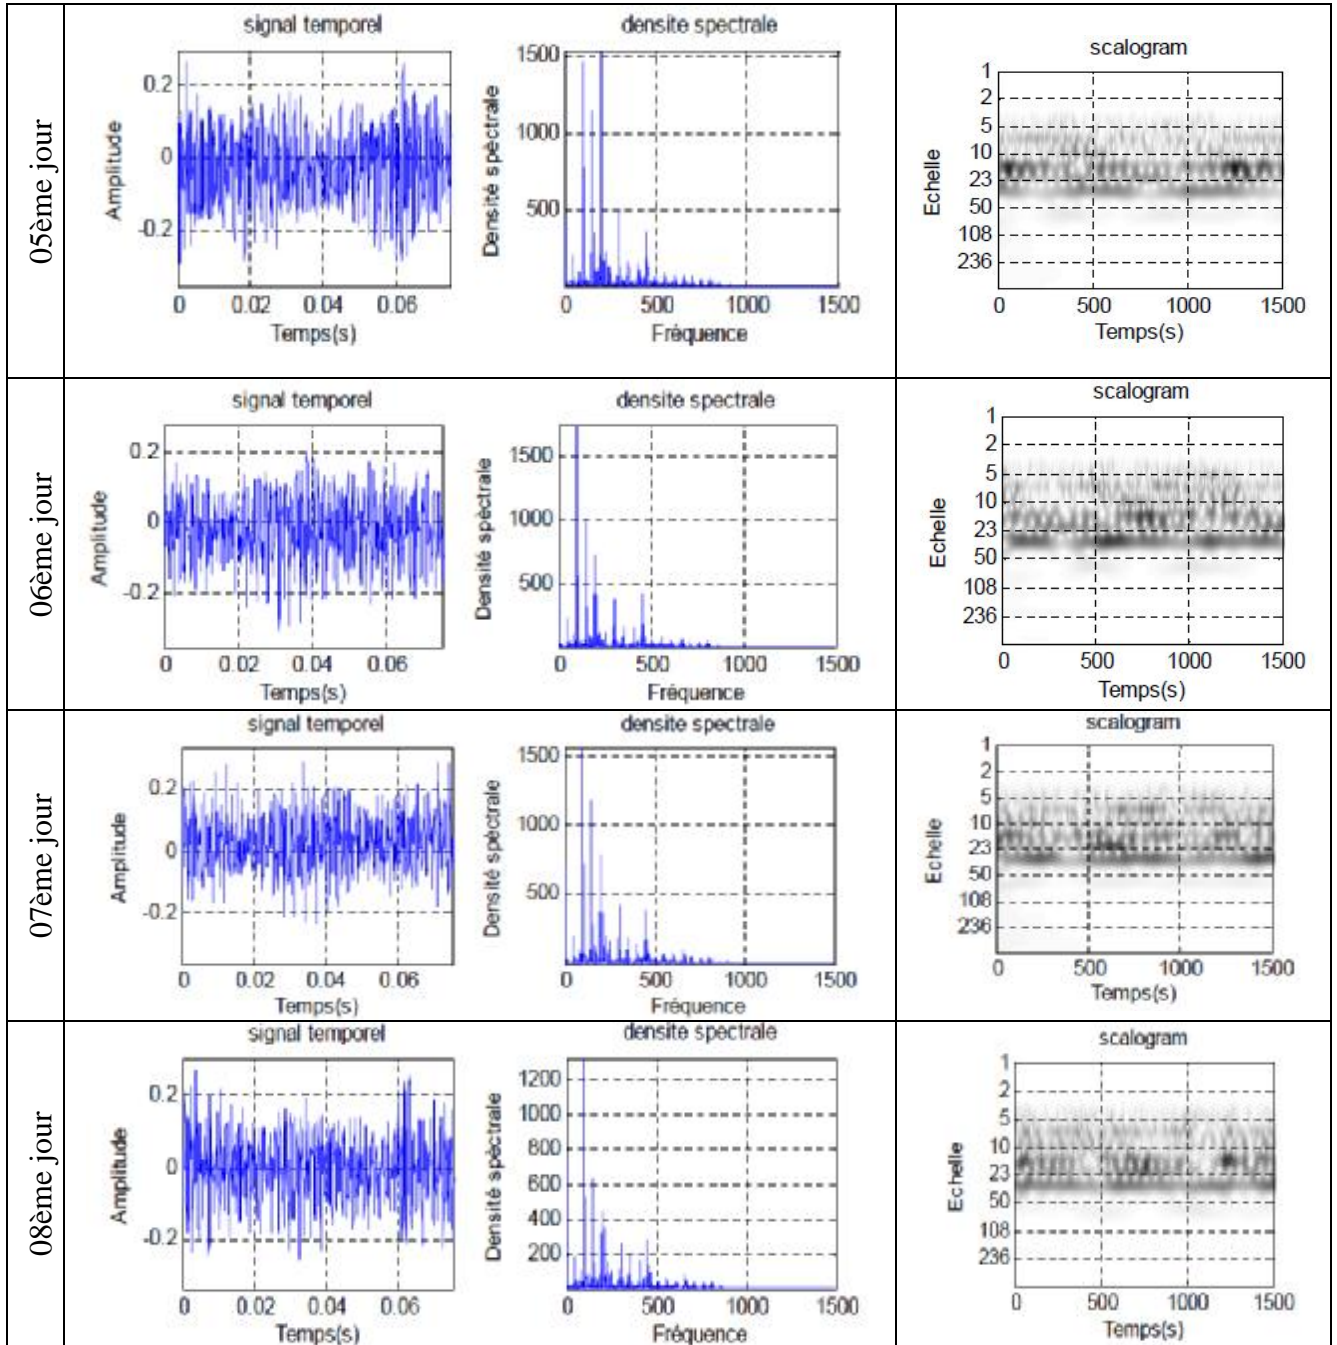 05ème jour
signal temporel
Amplitude
0.2
0
-0.2
0 0.02 0.04 0.06
Temps(s)
densite spectrale
Densité spèctrale
1500
1000
500
0 500 1000 1500
Fréquence
scalogram
Echelle
1
2
5
10
23
50
108
236
0 500 1000 1500
Temps(s)
06ème jour
signal temporel
Amplitude
0.2
0
-0.2
0 0.02 0.04 0.06
Temps(s)
densite spectrale
Densité spèctrale
1500
1000
500
0 500 1000 1500
Fréquence
scalogram
Echelle
1
2
5
10
23
50
108
236
0 500 1000 1500
Temps(s)
07ème jour
signal temporel
Amplitude
0.2
0
-0.2
0 0.02 0.04 0.06
Temps(s)
densite spectrale
Densité spèctrale
1500
1000
500
0 500 1000 1500
Fréquence
scalogram
Echelle
1
2
5
10
23
50
108
236
0 500 1000 1500
Temps(s)
08ème jour
signal temporel
Amplitude
0.2
0
-0.2
0 0.02 0.04 0.06
Temps(s)
densite spectrale
Densité spèctrale
1200
1000
800
600
400
200
0 500 1000 1500
Fréquence
scalogram
Echelle
1
2
5
10
23
50
108
236
0 500 1000 1500
Temps(s)